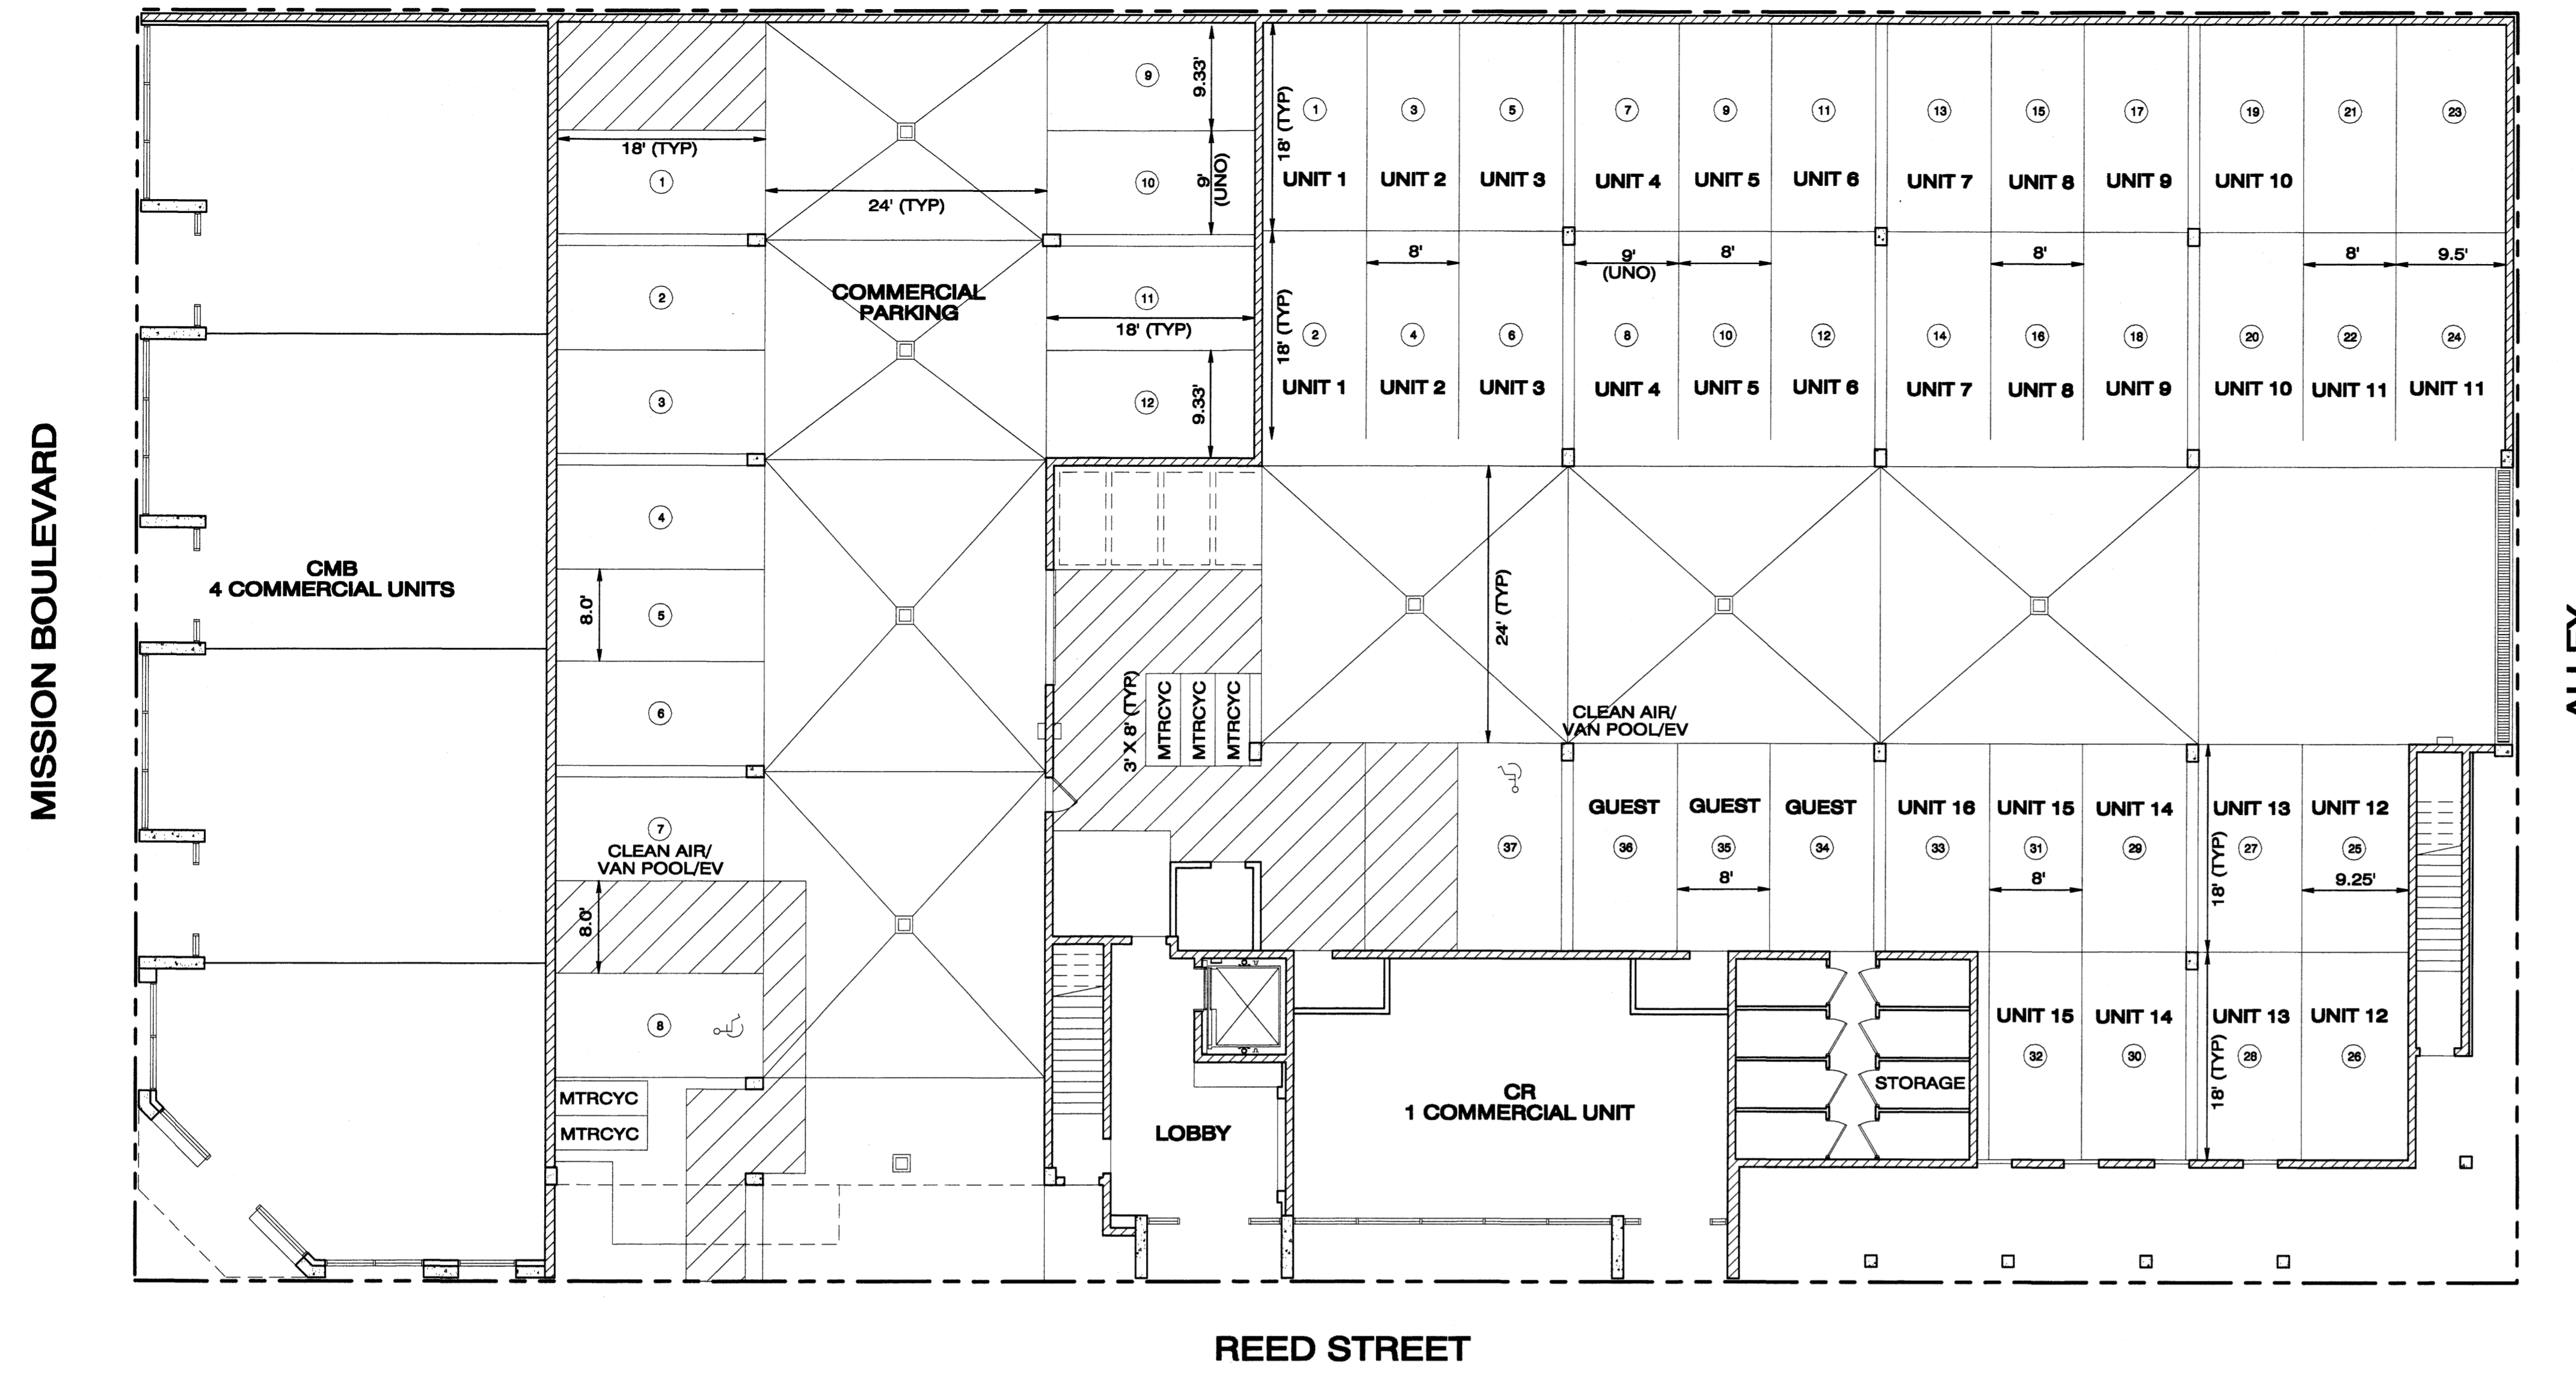 MISSION BOULEVARD
CMB
4 COMMERCIAL UNITS
18' (TYP)
1
2
3
4
8.0'
5
6
7
CLEAN AIR/
VAN POOL/EV
8.0'
8
MTRCYC
MTRCYC
24' (TYP)
COMMERCIAL
PARKING
9
9.33'
10
9'
(UNO)
11
18' (TYP)
12
9.33'
18' (TYP)
1
3
5
7
9
11
13
15
17
19
21
23
UNIT 1
UNIT 2
UNIT 3
UNIT 4
UNIT 5
UNIT 6
UNIT 7
UNIT 8
UNIT 9
UNIT 10
8'
9'
(UNO)
8'
8'
8'
9.5'
18' (TYP)
2
4
6
8
10
12
14
16
18
20
22
24
UNIT 1
UNIT 2
UNIT 3
UNIT 4
UNIT 5
UNIT 6
UNIT 7
UNIT 8
UNIT 9
UNIT 10
UNIT 11
UNIT 11
24' (TYP)
3' X 8' (TYP)
MTRCYC
MTRCYC
MTRCYC
CLEAN AIR/
VAN POOL/EV
GUEST
GUEST
GUEST
UNIT 16
UNIT 15
UNIT 14
UNIT 13
UNIT 12
37
36
35
34
33
31
29
27
25
8'
8'
18' (TYP)
9.25'
UNIT 15
UNIT 14
UNIT 13
UNIT 12
32
30
28
26
18' (TYP)
STORAGE
CR
1 COMMERCIAL UNIT
LOBBY
REED STREET